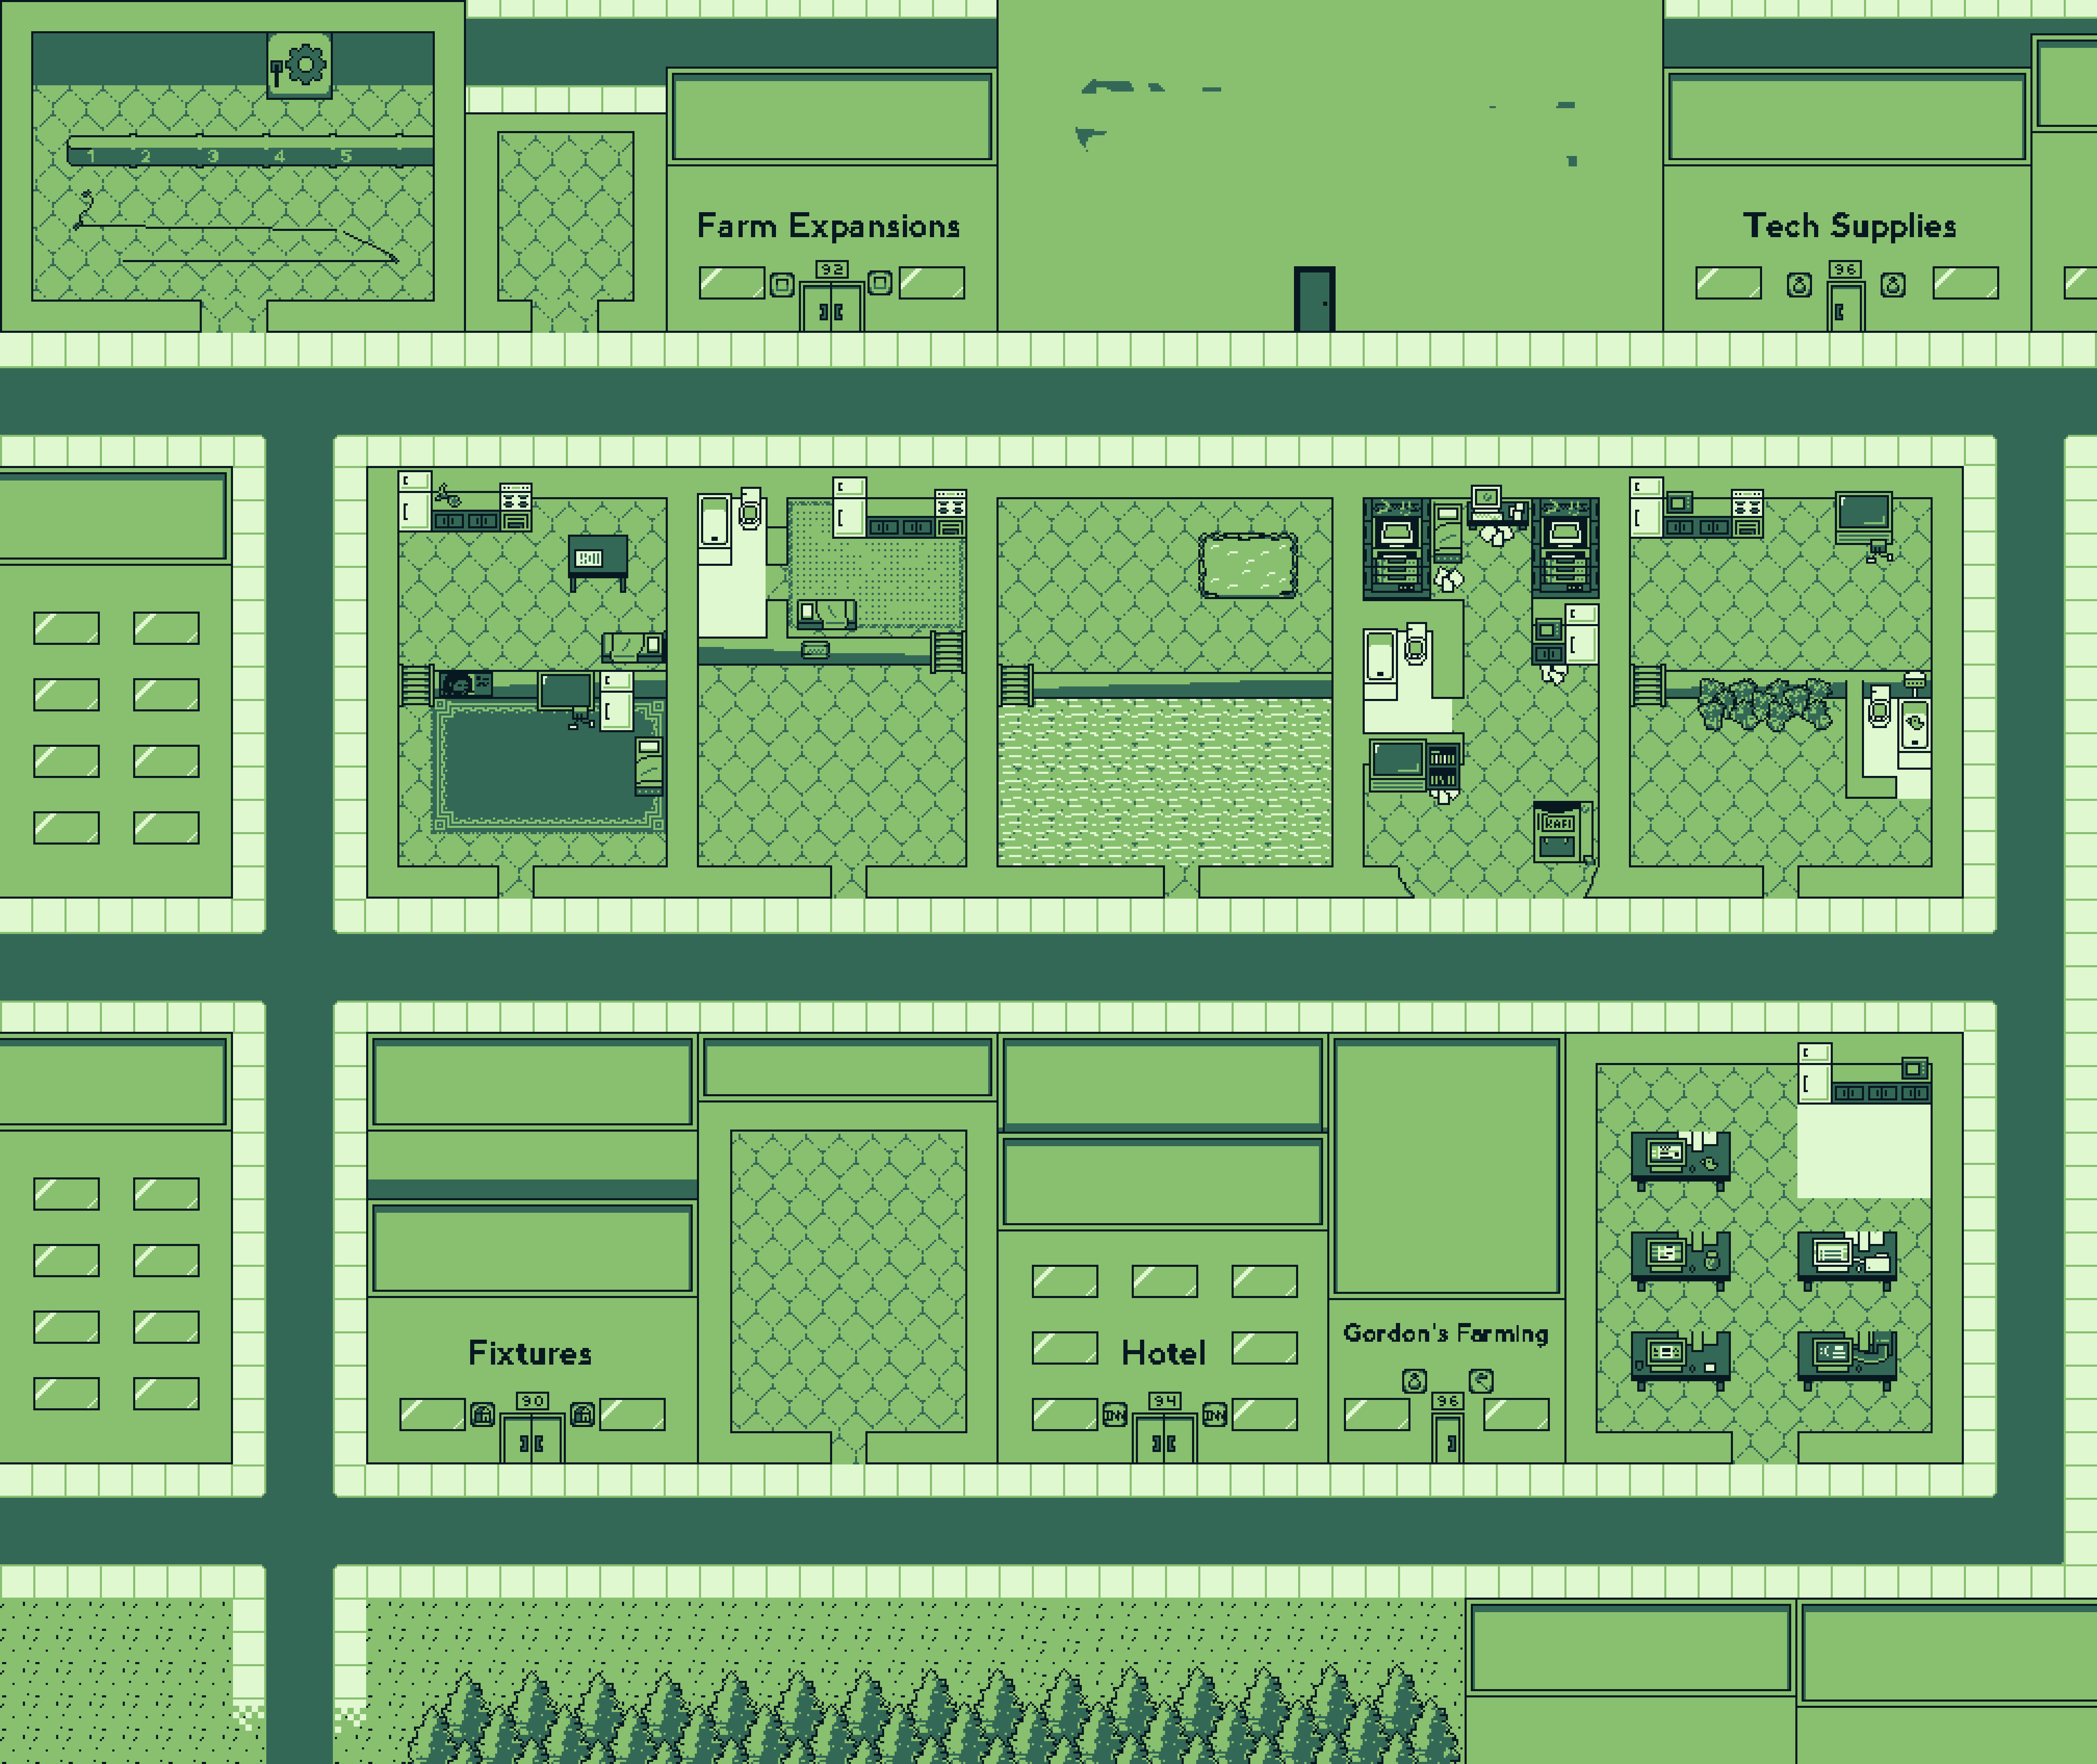 1 2 3 4 5
Farm Expansions
92
Tech Supplies
96
KAFI
Fixtures
90
Hotel
INN
94
INN
Gordon's Farming
96